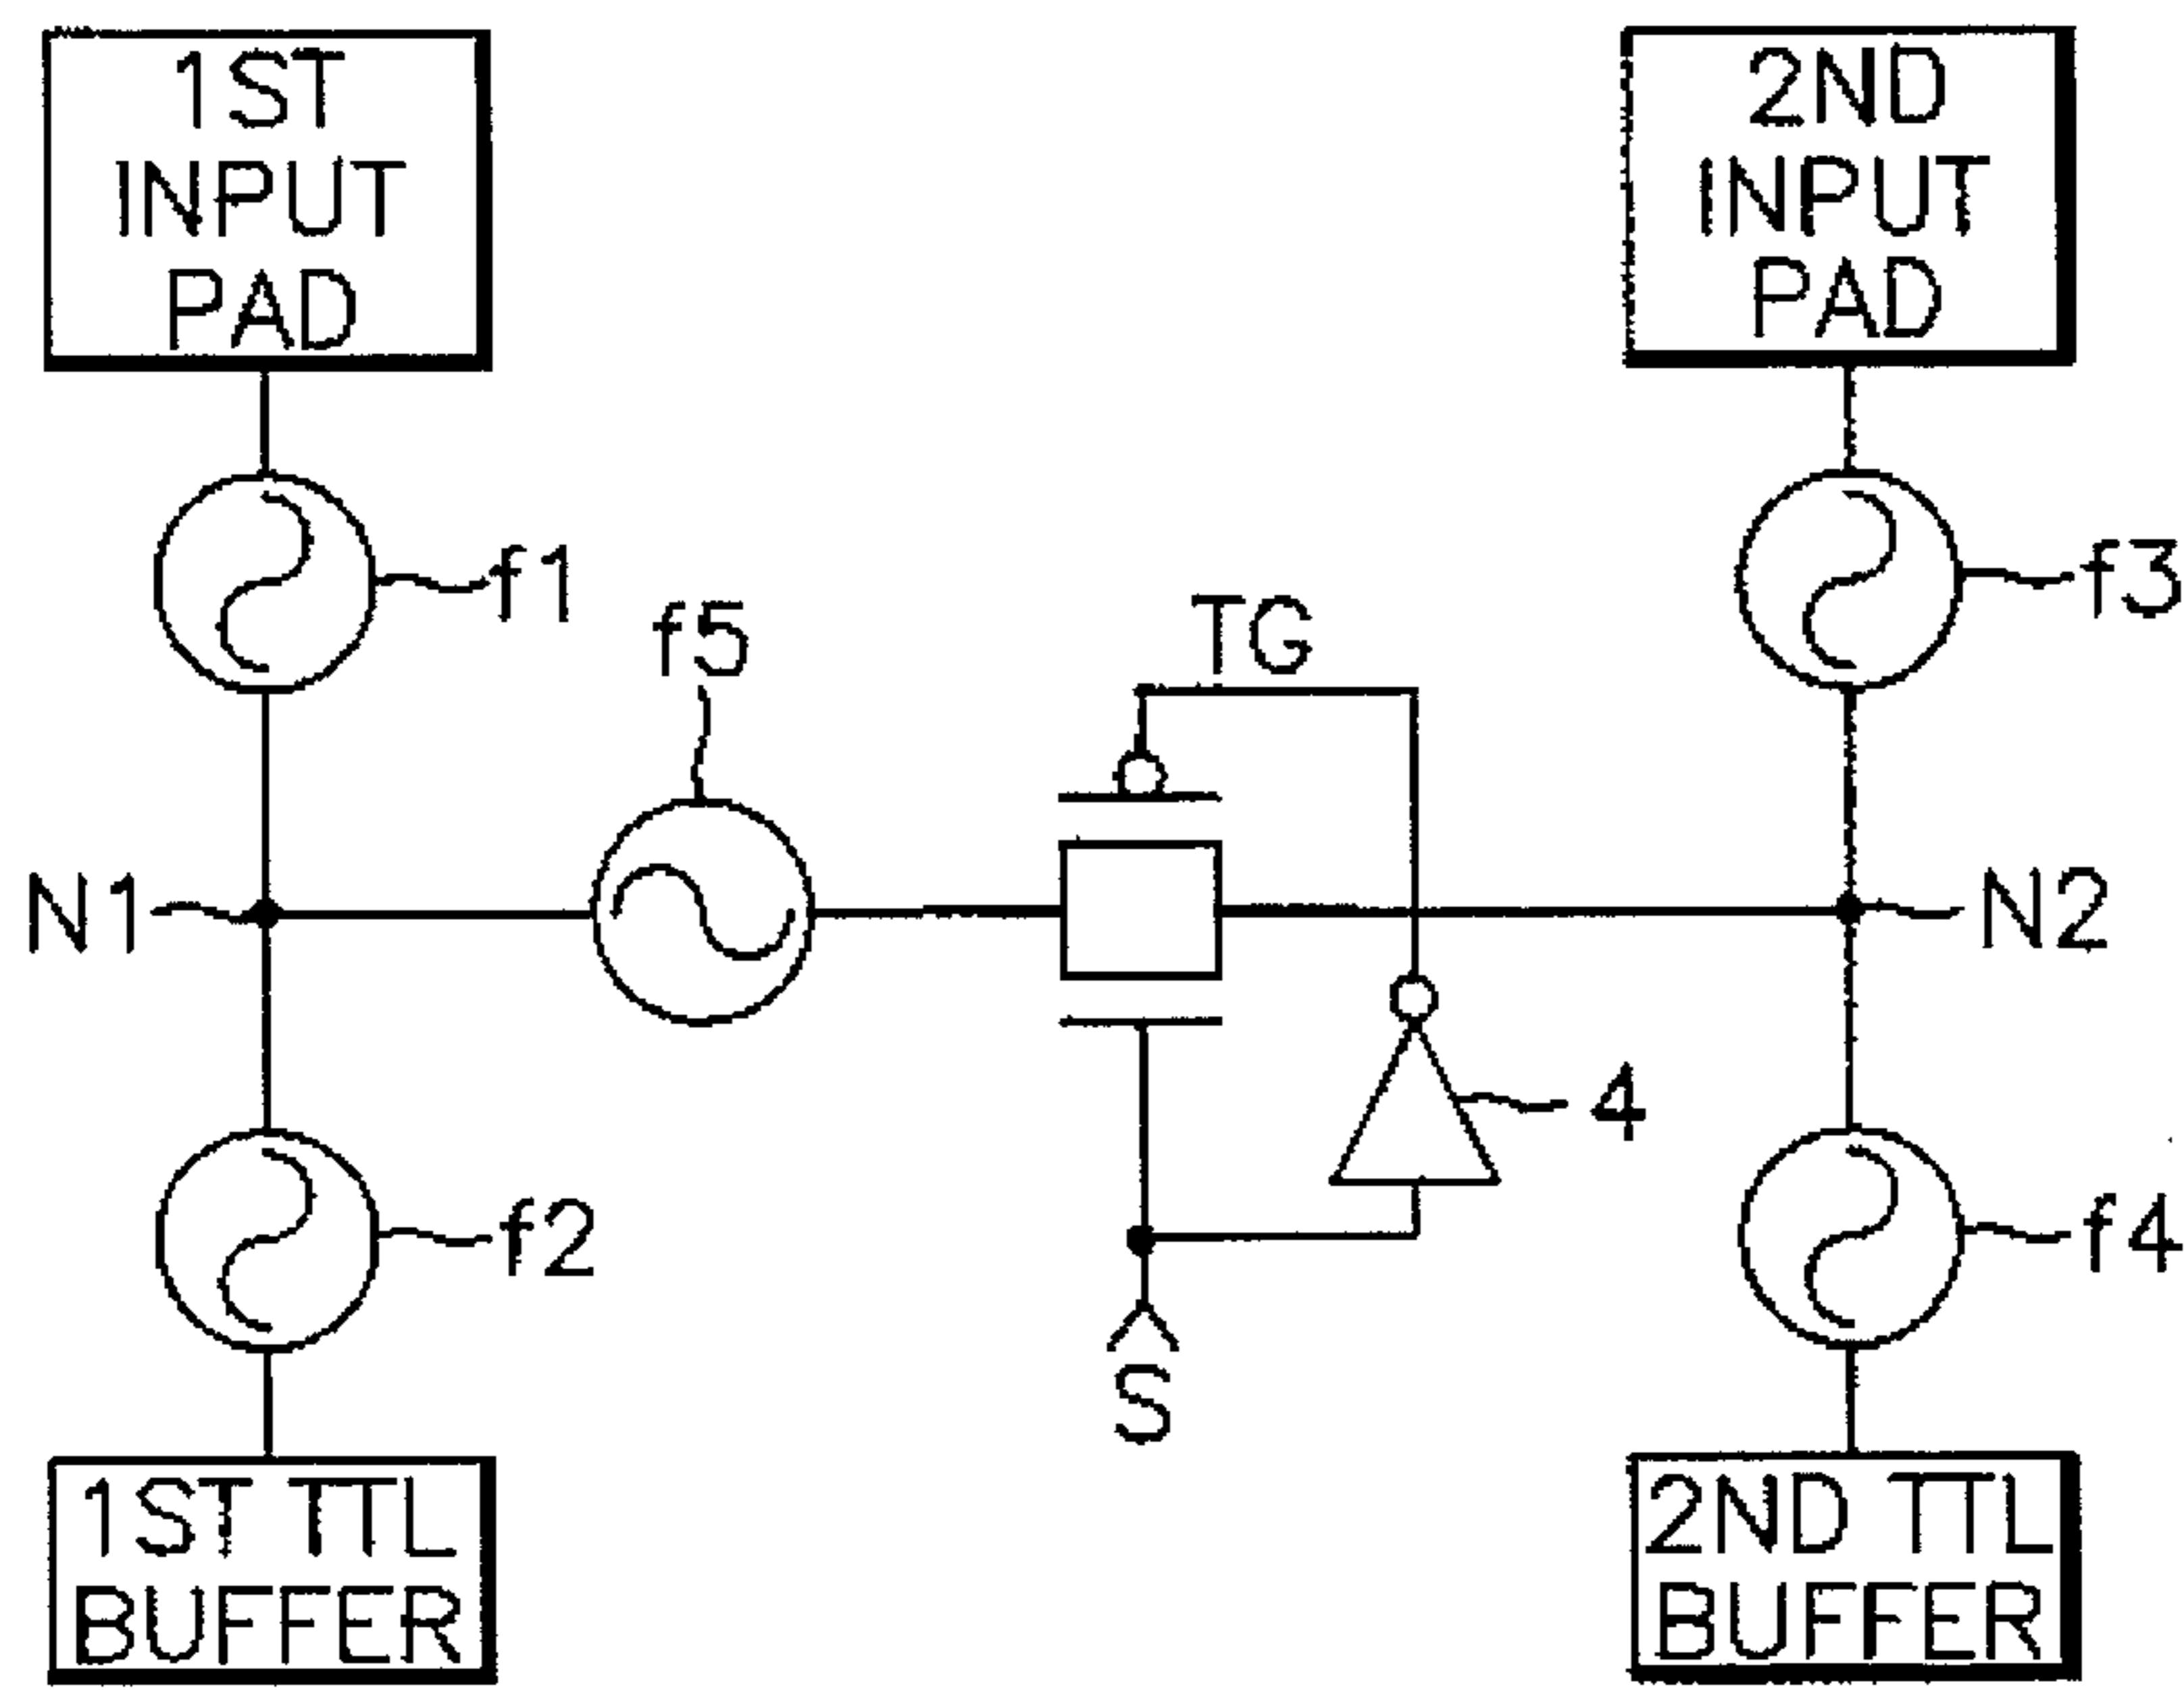 1ST
INPUT
PAD
2ND
INPUT
PAD
f1
f3
f5
TG
N1
N2
4
f2
f4
S
1ST TTL
BUFFER
2ND TTL
BUFFER